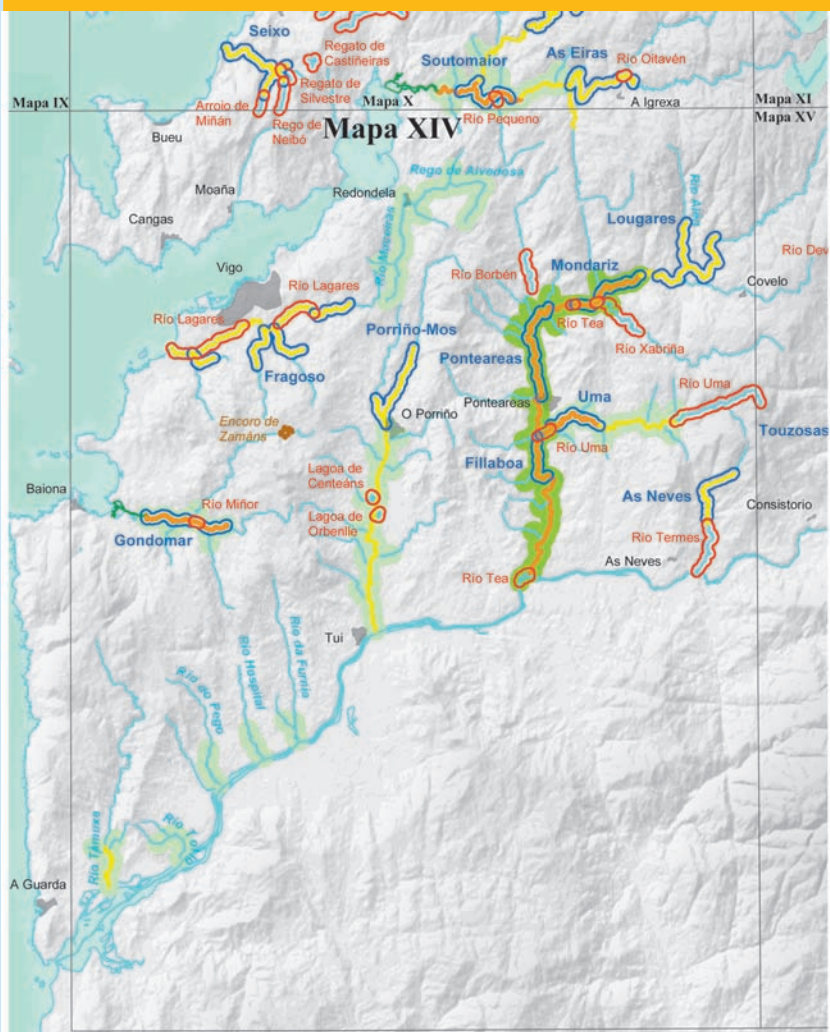 Seixo
Regato de
Castiñeiras
Soutomaior
As Eiras
Río Oitavén
Regato de
Silvestre
Mapa IX
Arroio de
Miñán
Mapa X
A Igrexa
Mapa XI
Rego de
Neibó
Mapa XIV
Río Pequeno
Mapa XV
Bueu
Rego de Alvedosa
Moaña
Redondela
Cangas
Lougares
Río Maceiras
Río Dev
Vigo
Río Borbén
Mondariz
Covelo
Río Lagares
Río Lagares
Río Tea
Porriño-Mos
Río Xabriña
Ponteareas
Fragoso
Río Uma
Ponteareas
Uma
Encoro de
Zamáns
O Porriño
Touzosas
Río Uma
Fillaboa
Lagoa de
Centeáns
Baiona
As Neves
Río Miñor
Consistorio
Lagoa de
Orbenlle
Gondomar
Río Termes
As Neves
Río Tea
Tui
Río da Furnia
Río Hospital
Río do Pego
Río Tamuxe
A Guarda